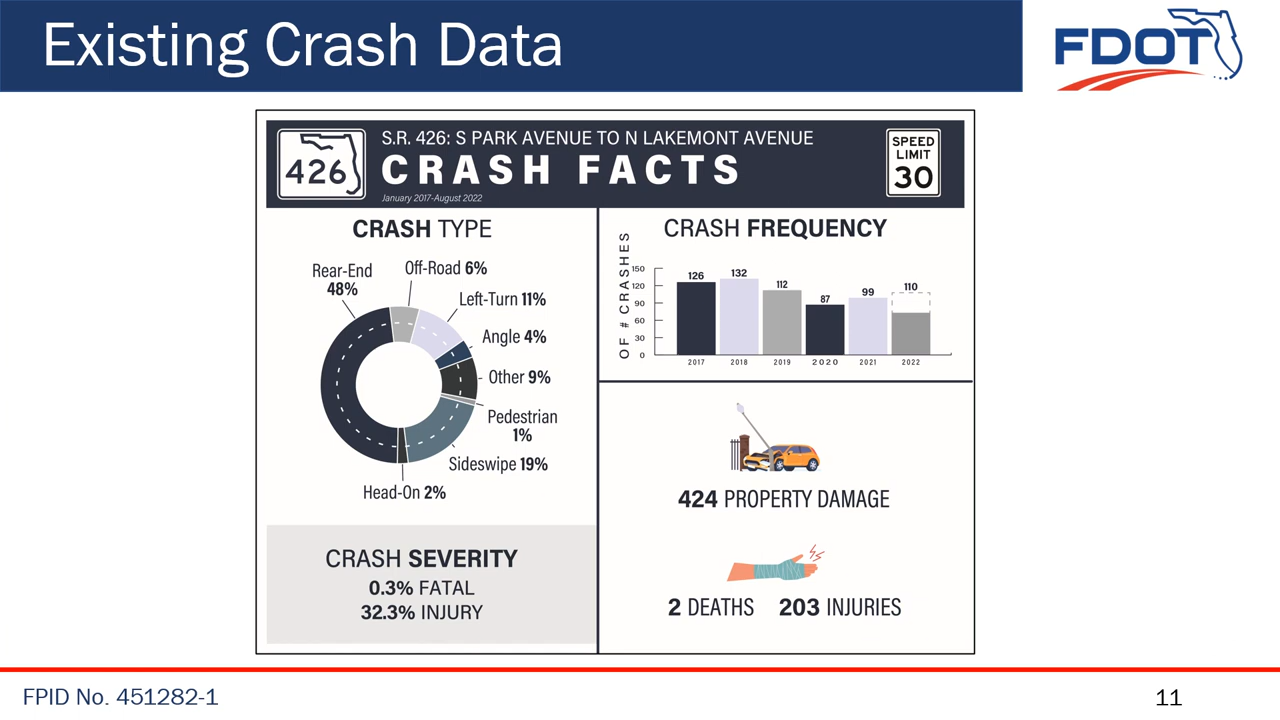 Existing Crash Data
FDOT
426
S.R. 426: S PARK AVENUE TO N LAKEMONT AVENUE
CRASH FACTS
January 2017-August 2022
SPEED
LIMIT
30
CRASH TYPE
Rear-End
48%
Off-Road 6%
Left-Turn 11%
Angle 4%
Other 9%
Pedestrian
1%
Sideswipe 19%
Head-On 2%
CRASH SEVERITY
0.3% FATAL
32.3% INJURY
CRASH FREQUENCY
OF # CRASHES
150
120
90
60
30
0
126
132
112
87
99
110
2017
2018
2019
2020
2021
2022
424 PROPERTY DAMAGE
2 DEATHS 203 INJURIES
FPID No. 451282-1
11